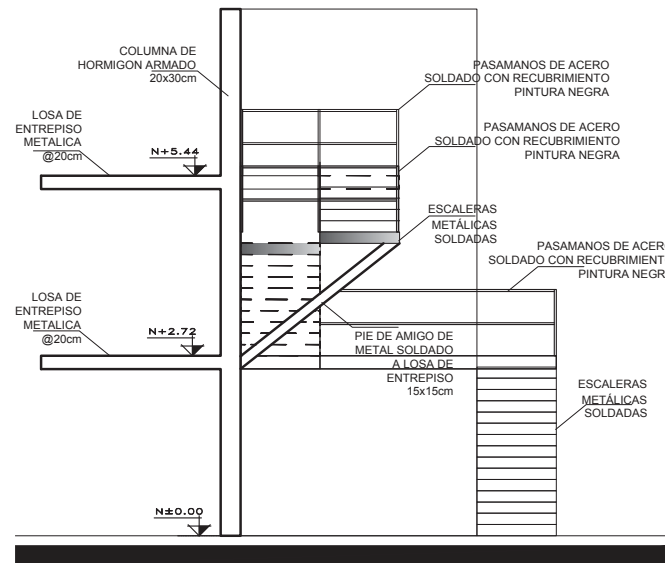 COLUMNA DE
HORMIGON ARMADO
20x30cm
PASAMANOS DE ACERO
SOLDADO CON RECUBRIMIENTO
PINTURA NEGRA
LOSA DE
ENTREPISO
METALICA
@20cm
N+5.44
PASAMANOS DE ACERO
SOLDADO CON RECUBRIMIENTO
PINTURA NEGRA
ESCALERAS
METÁLICAS
SOLDADAS
PASAMANOS DE ACERO
SOLDADO CON RECUBRIMIENT
PINTURA NEGR
LOSA DE
ENTREPISO
METALICA
@20cm
N+2.72
PIE DE AMIGO DE
METAL SOLDADO
A LOSA DE
ENTREPISO
15x15cm
ESCALERAS
METÁLICAS
SOLDADAS
N±0.00